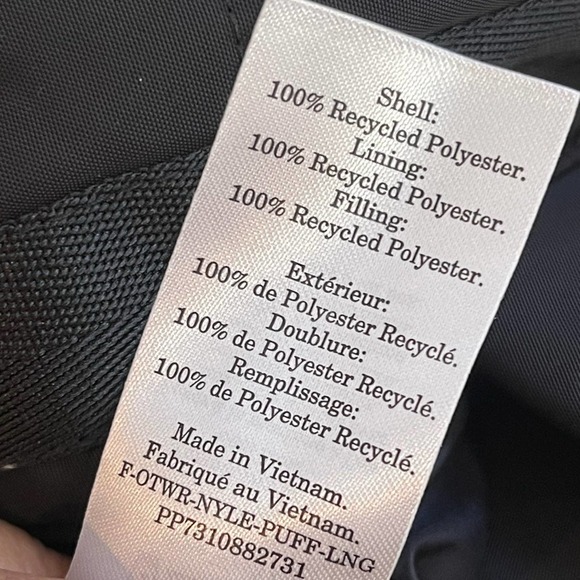 Shell:
100% Recycled Polyester.
Lining:
100% Recycled Polyester.
Filling:
100% Recycled Polyester.
Extérieur:
100% de Polyester Recyclé.
Doublure:
100% de Polyester Recyclé.
Remplissage:
100% de Polyester Recyclé.
Made in Vietnam.
Fabriqué au Vietnam.
F-OTWR-NYLE-PUFF-LNG
PP7310882731